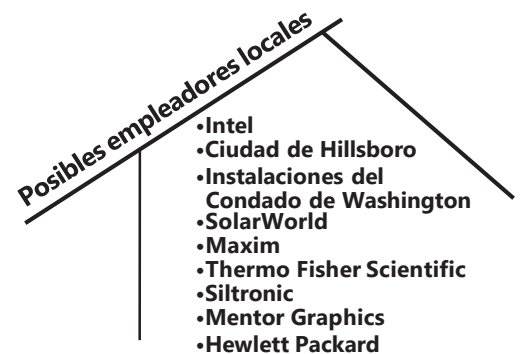 Posibles empleadores locales
•Intel
•Ciudad de Hillsboro
•Instalaciones del
Condado de Washington
•SolarWorld
•Maxim
•Thermo Fisher Scientific
•Siltronic
•Mentor Graphics
•Hewlett Packard